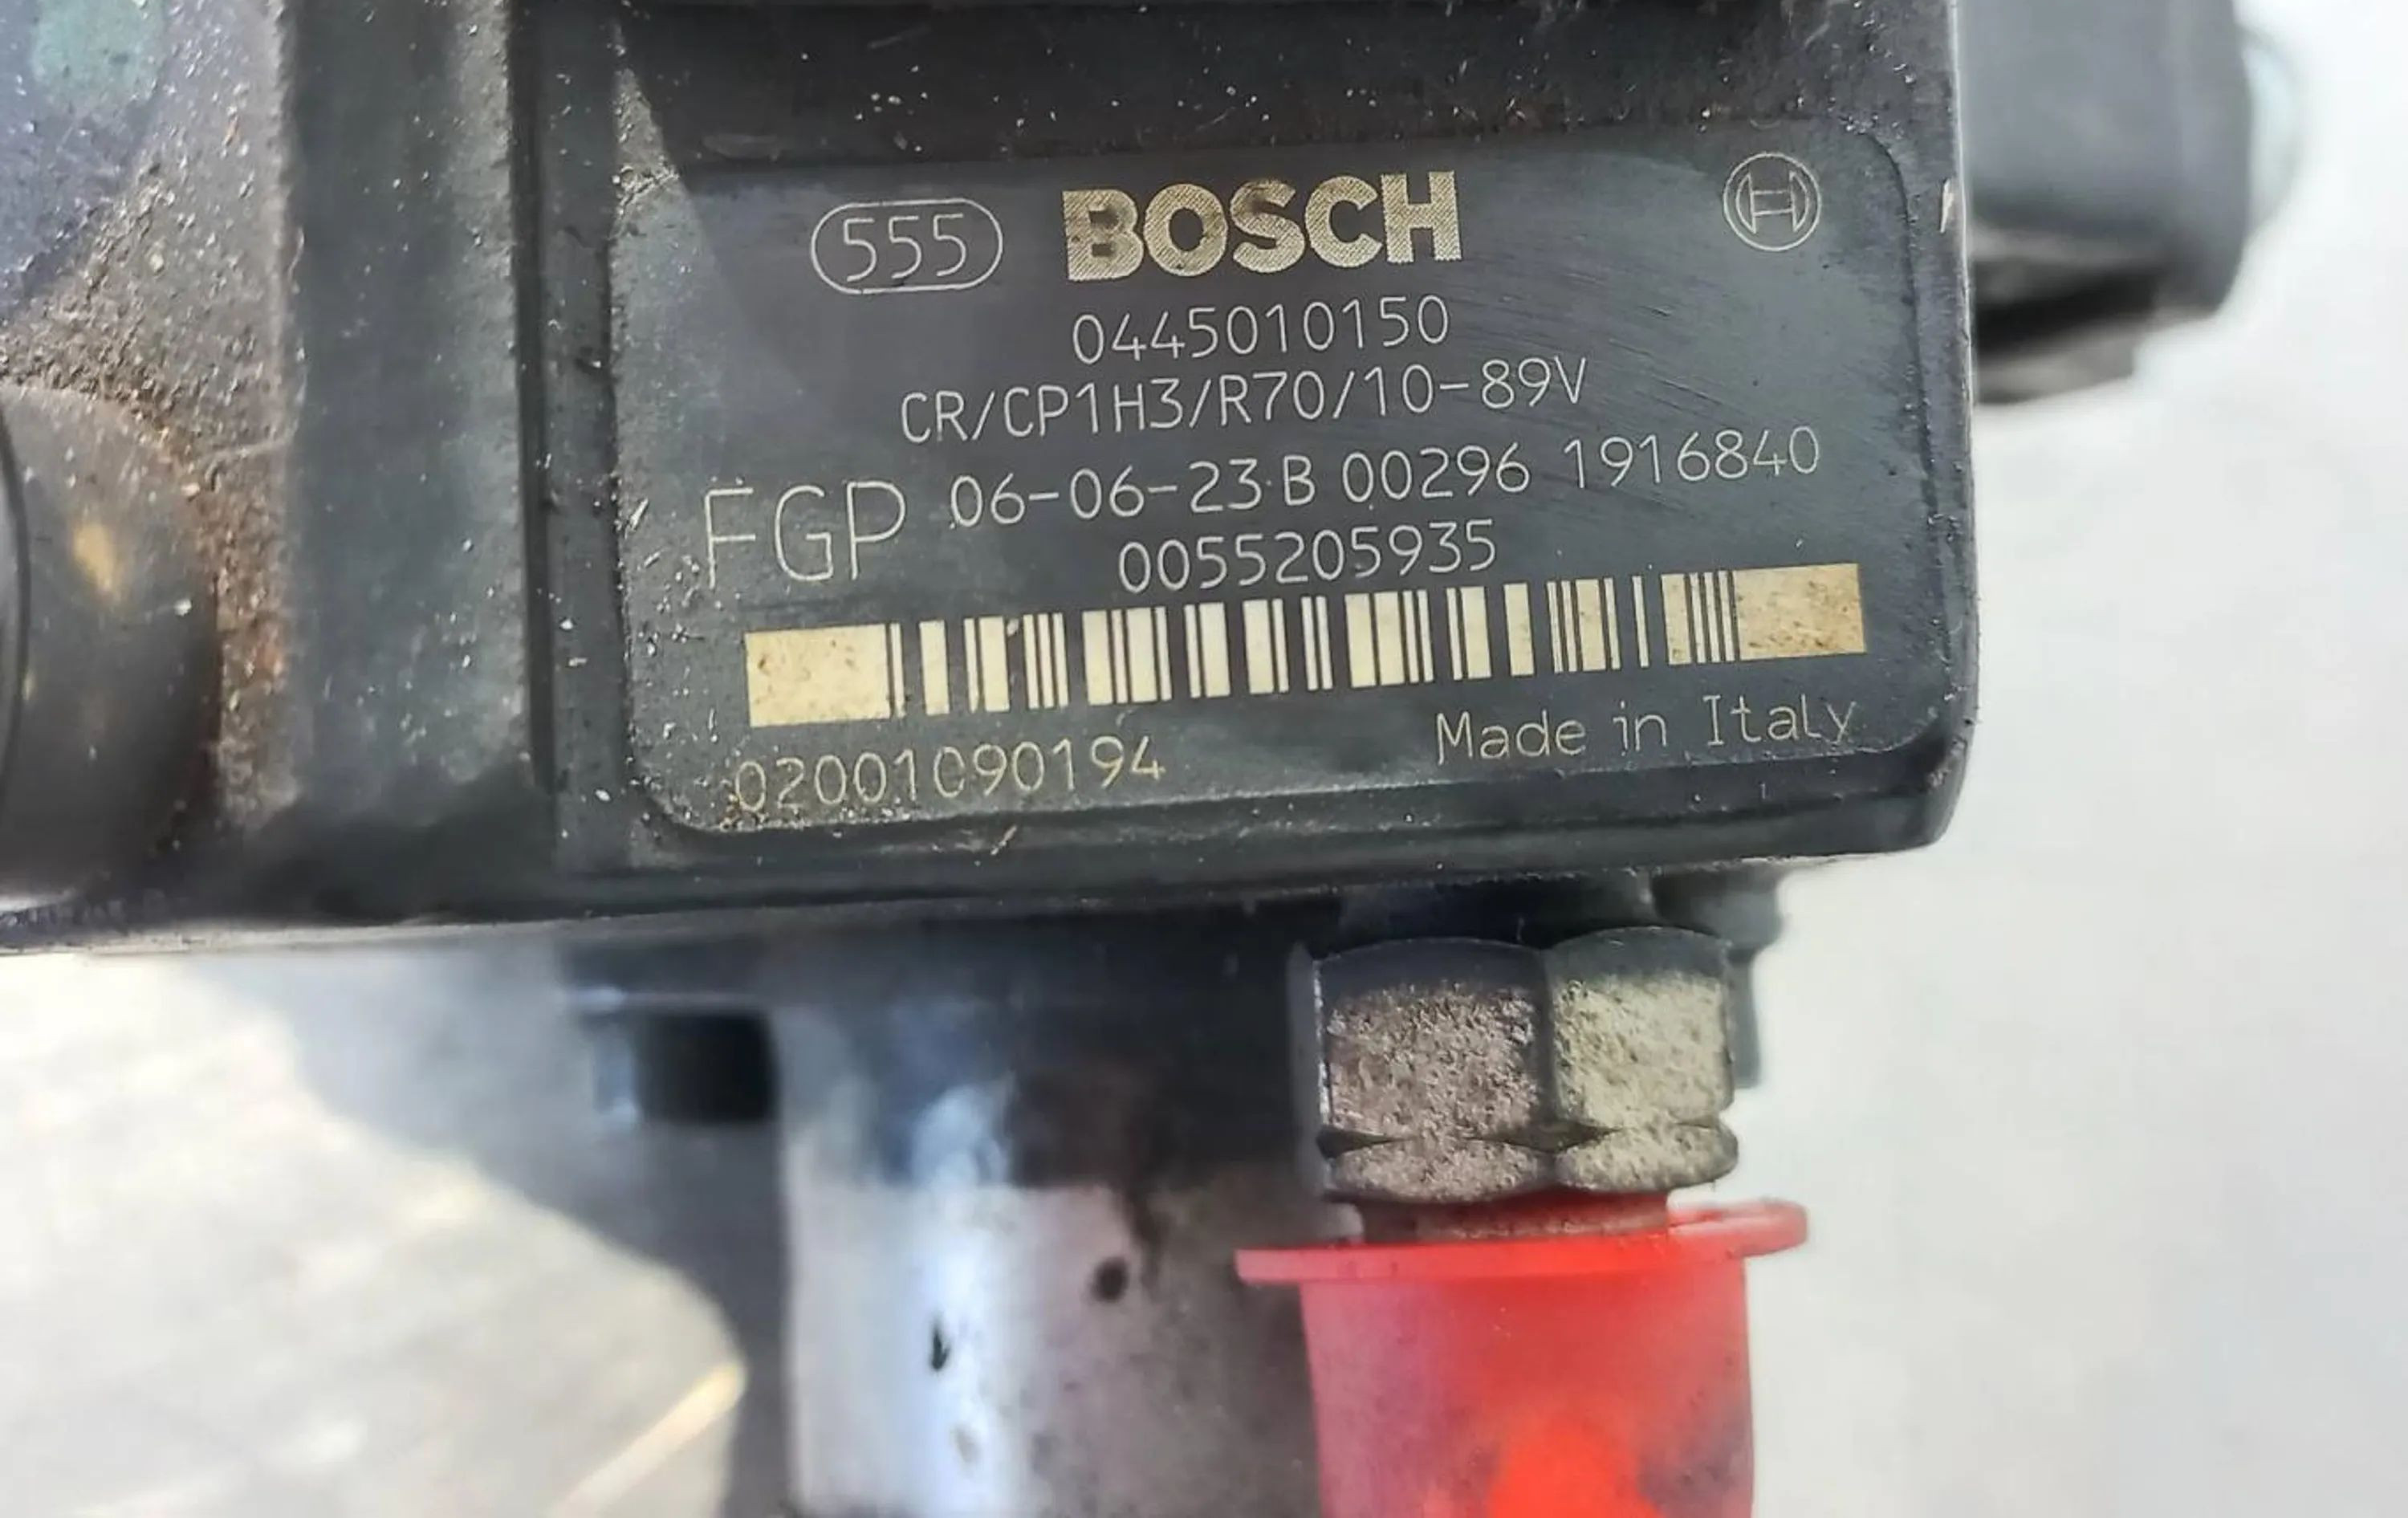 555 BOSCH
0445010150
CR/CP1H3/R70/10-89V
FGP 06-06-23 B 00296 1916840
0055205935
02001090194 Made in Italy